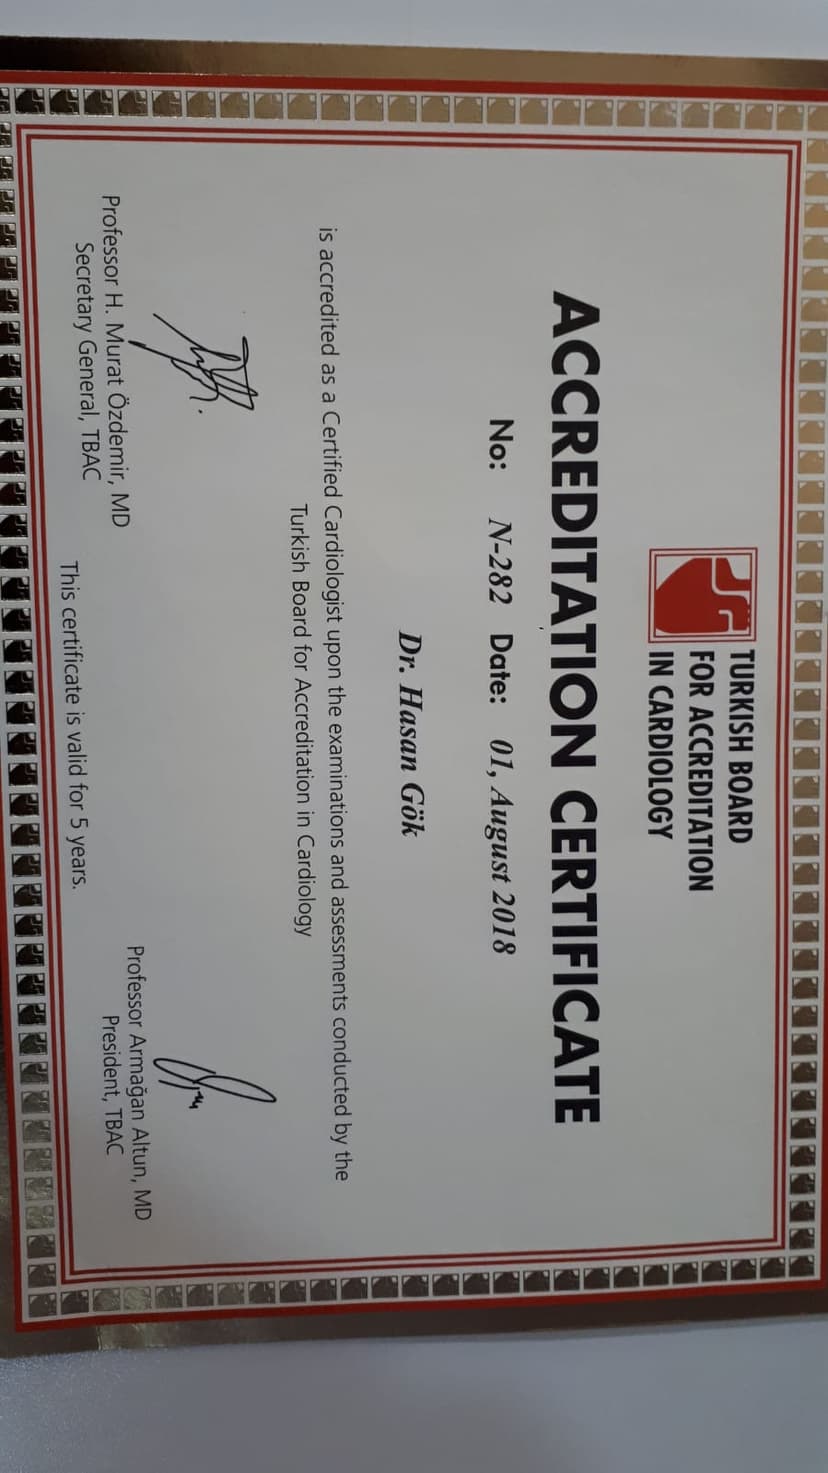 TURKISH BOARD
FOR ACCREDITATION
IN CARDIOLOGY
ACCREDITATION CERTIFICATE
No: N-282 Date: 01, August 2018
Dr. Hasan Gök
is accredited as a Certified Cardiologist upon the examinations and assessments conducted by the
Turkish Board for Accreditation in Cardiology
Professor H. Murat Özdemir, MD
Secretary General, TBAC
Professor Armağan Altun, MD
President, TBAC
This certificate is valid for 5 years.